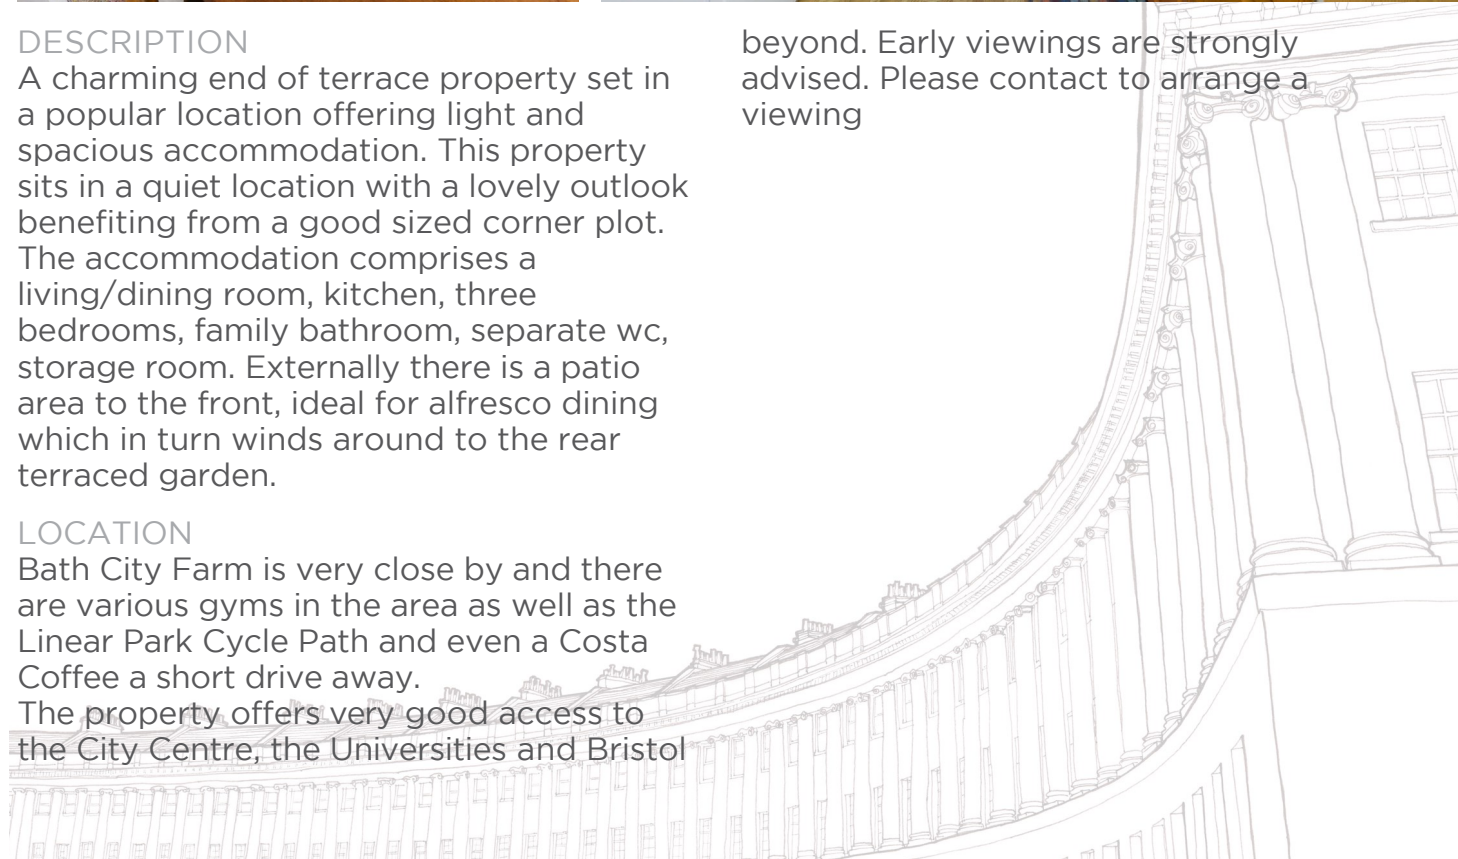 DESCRIPTION
A charming end of terrace property set in
a popular location offering light and
spacious accommodation. This property
sits in a quiet location with a lovely outlook
benefiting from a good sized corner plot.
The accommodation comprises a
living/dining room, kitchen, three
bedrooms, family bathroom, separate wc,
storage room. Externally there is a patio
area to the front, ideal for alfresco dining
which in turn winds around to the rear
terraced garden.
LOCATION
Bath City Farm is very close by and there
are various gyms in the area as well as the
Linear Park Cycle Path and even a Costa
Coffee a short drive away.
The property offers very good access to
the City Centre, the Universities and Bristol
beyond. Early viewings are strongly
advised. Please contact to arrange a
viewing